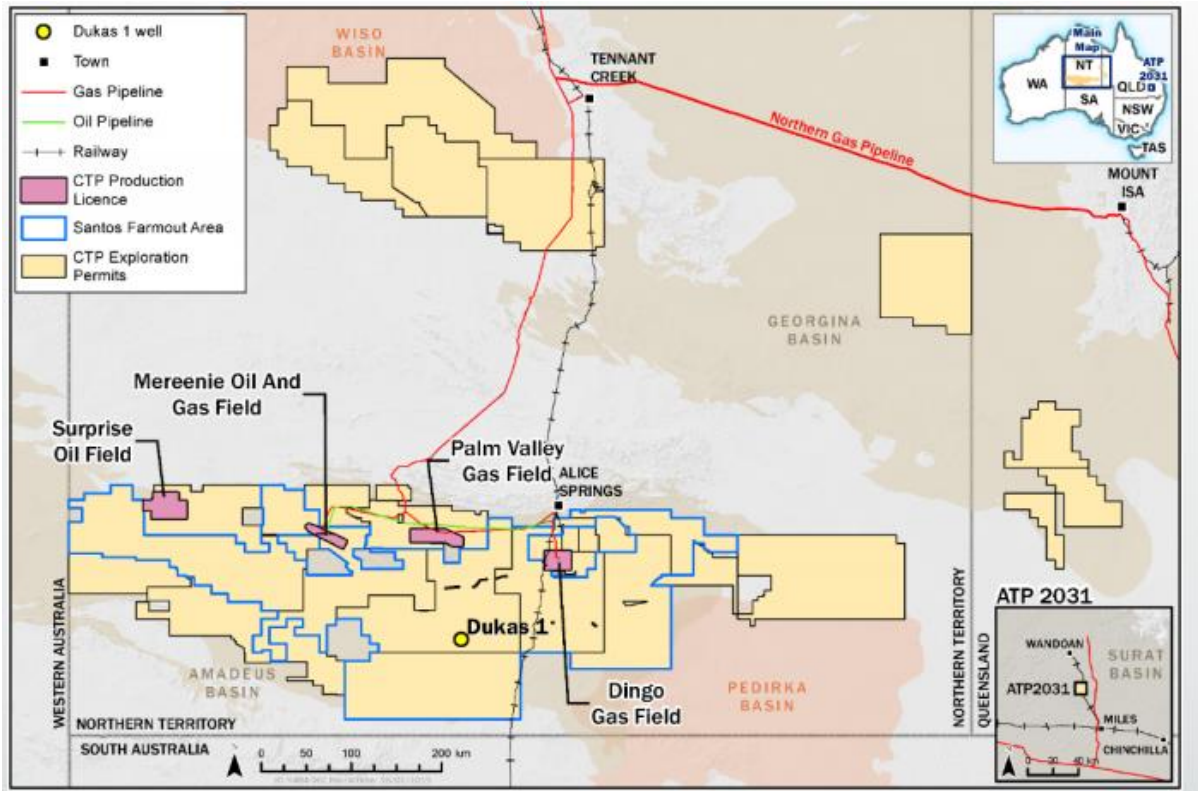 Dukas 1 well
Town
Gas Pipeline
Oil Pipeline
Railway
CTP Production
Licence
Santos Farmout Area
CTP Exploration
Permits
WISO
BASIN
TENNANT
CREEK
Northern Gas Pipeline
Main
Map
NT
ATP
2031
WA
QLD
SA
NSW
VIC
TAS
MOUNT
ISA
GEORGINA
BASIN
Mereenie Oil And
Gas Field
Surprise
Oil Field
Palm Valley
Gas Field
ALICE
SPRINGS
Dukas 1
Dingo
Gas Field
AMADEUS
BASIN
PEDIRKA
BASIN
WESTERN AUSTRALIA
NORTHERN TERRITORY
SOUTH AUSTRALIA
NORTHERN TERRITORY
QUEENSLAND
0 50 100 200 km
ATP 2031
WANDOAN
SURAT
BASIN
ATP2031
MILES
CHINCHILLA
0 20 40 km